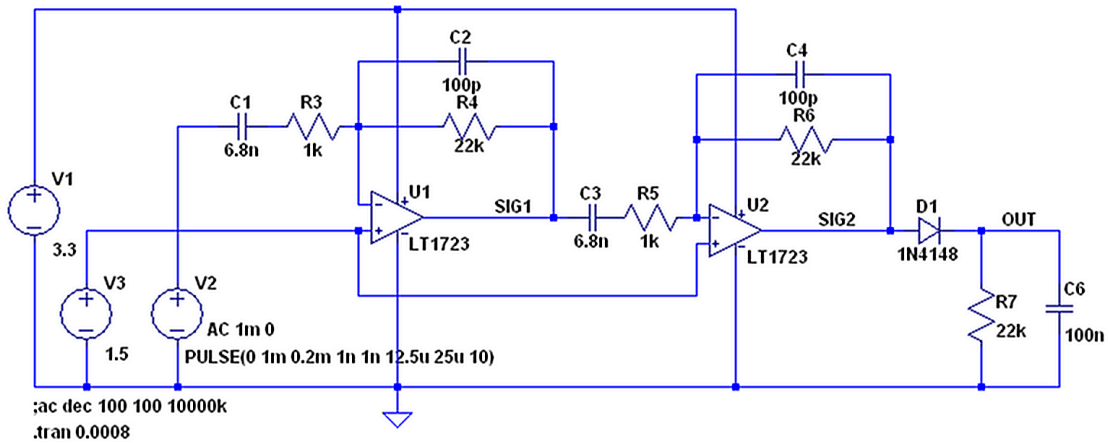 C2
100p
R4
22k
C4
100p
R6
22k
C1
6.8n
R3
1k
V1
3.3
U1
LT1723
SIG1
C3
6.8n
R5
1k
U2
LT1723
SIG2
D1
1N4148
OUT
V3
1.5
V2
AC 1m 0
PULSE(0 1m 0.2m 1n 1n 12.5u 25u 10)
R7
22k
C6
100n
;ac dec 100 100 10000k
.tran 0.0008